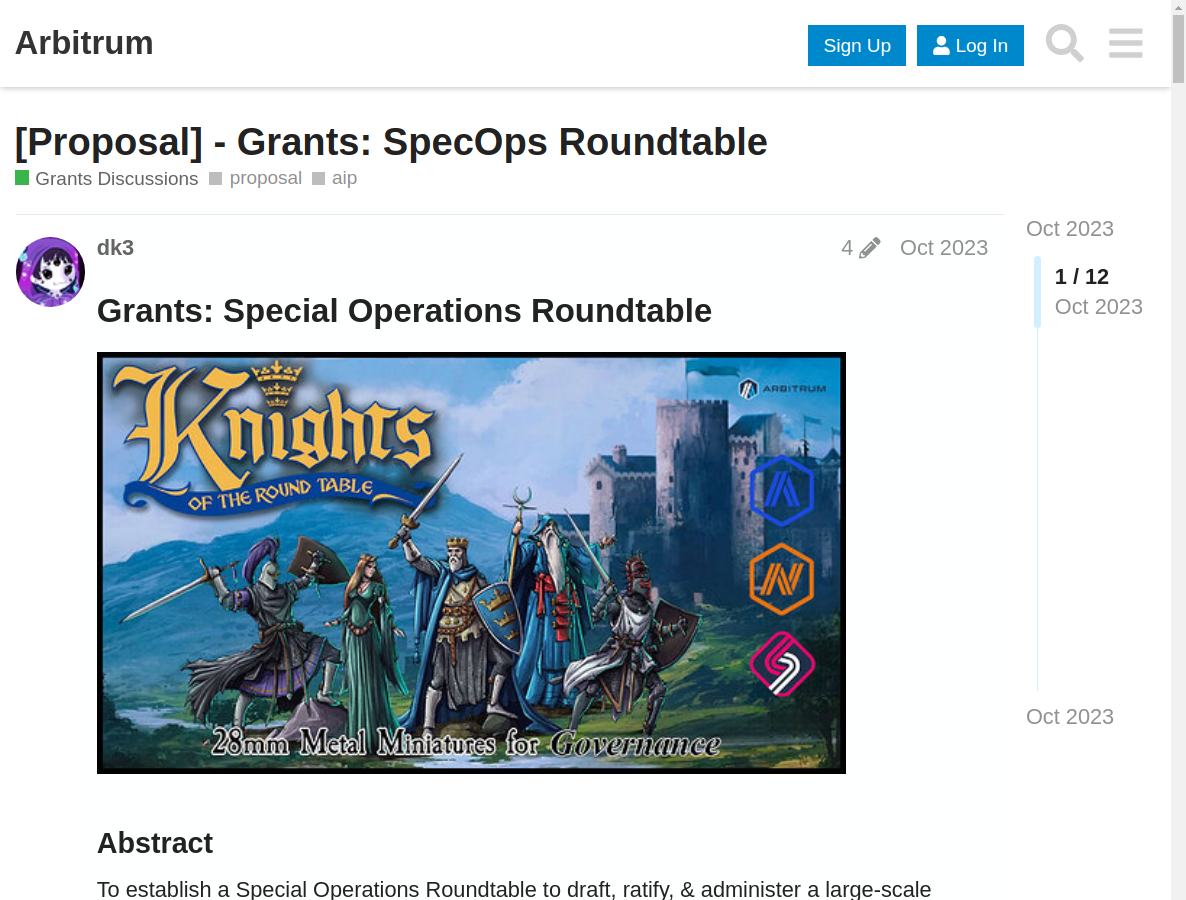 Arbitrum
Sign Up
Log In
[Proposal] - Grants: SpecOps Roundtable
Grants Discussions proposal aip
Oct 2023
dk3
4
Oct 2023
1 / 12
Oct 2023
Grants: Special Operations Roundtable
Knights
OF THE ROUND TABLE
ARBITRUM
28mm Metal Miniatures for Governance
Oct 2023
Abstract
To establish a Special Operations Roundtable to draft, ratify, & administer a large-scale